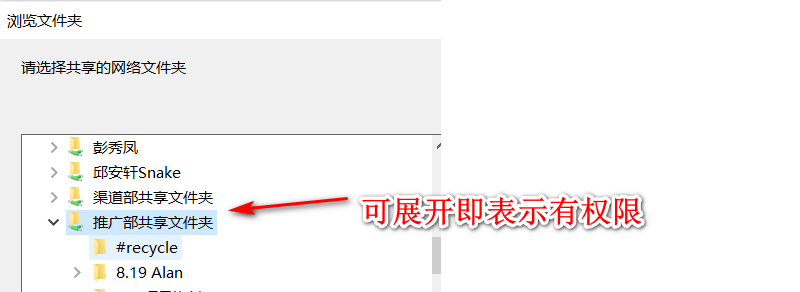 浏览文件夹
请选择共享的网络文件夹
彭秀凤
邱安轩Snake
渠道部共享文件夹
推广部共享文件夹
可展开即表示有权限
#recycle
8.19 Alan